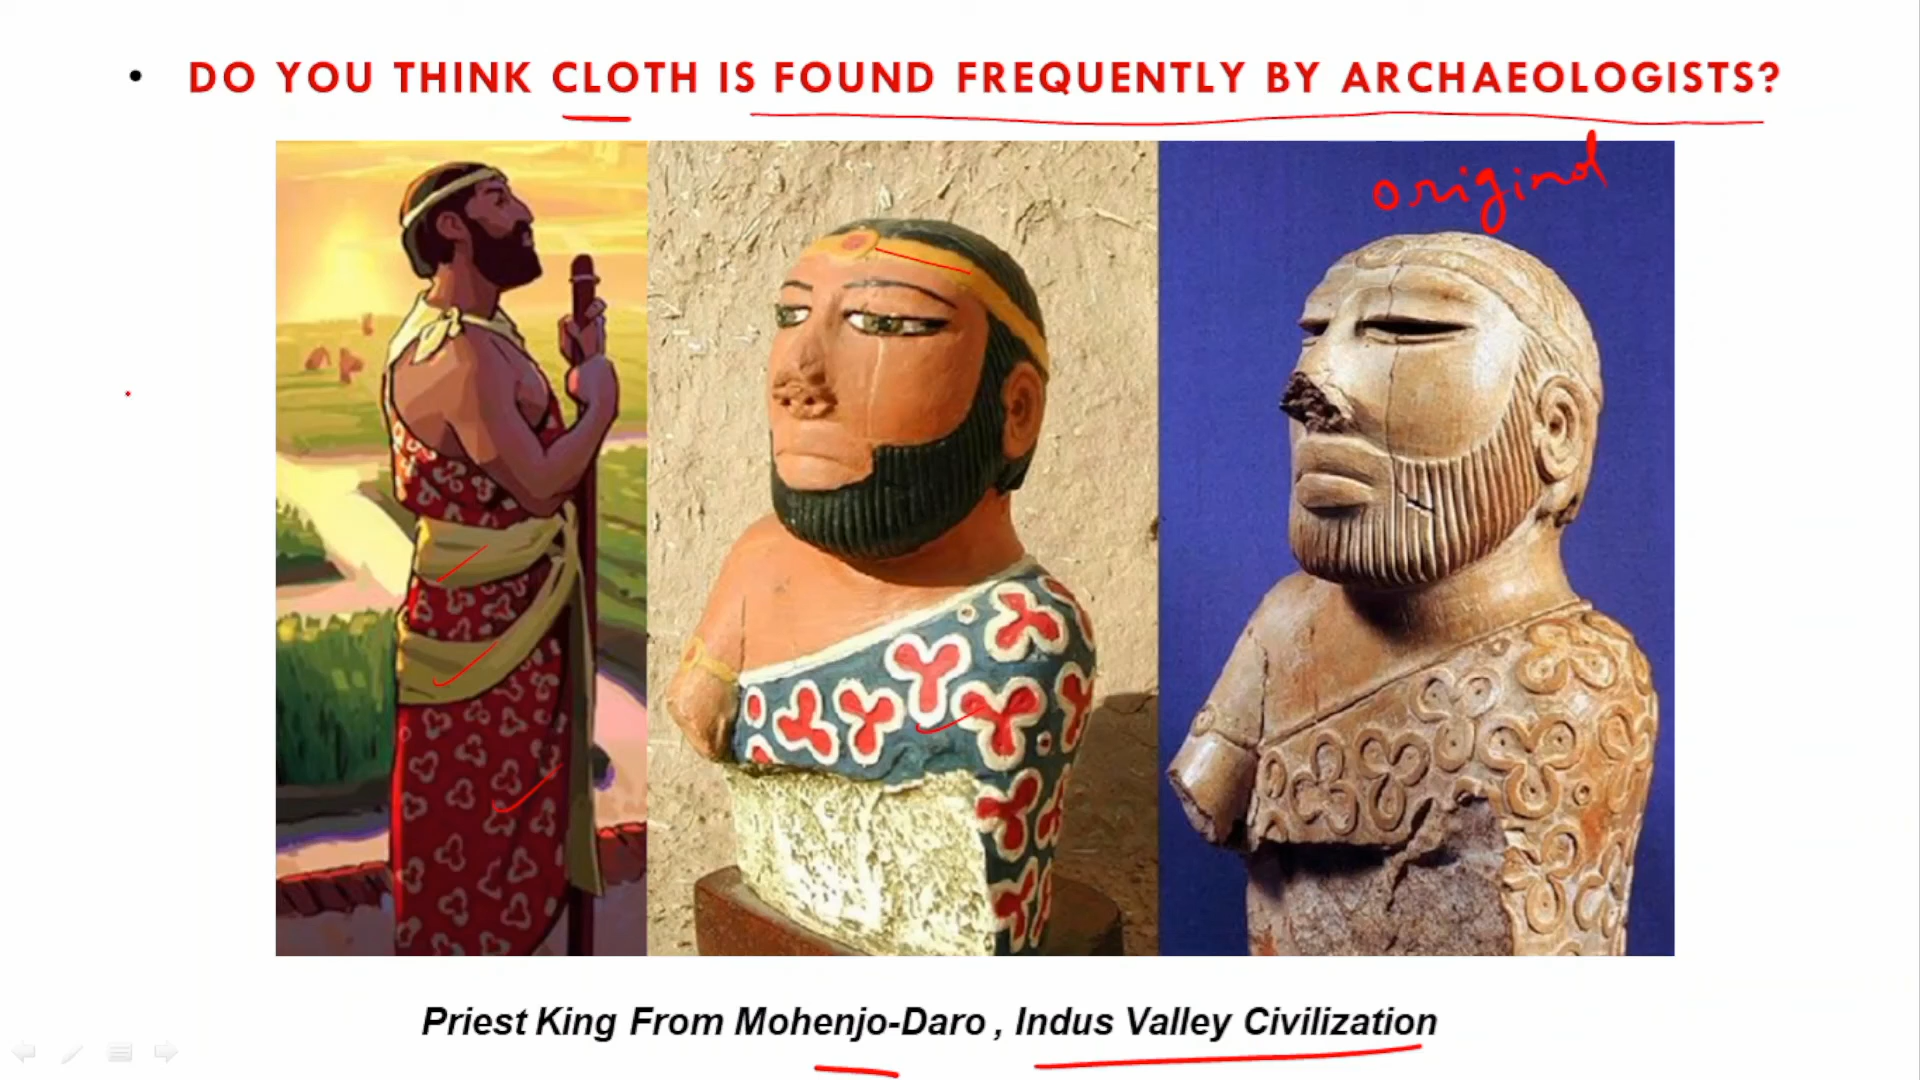 • DO YOU THINK CLOTH IS FOUND FREQUENTLY BY ARCHAEOLOGISTS?
original
Priest King From Mohenjo-Daro , Indus Valley Civilization